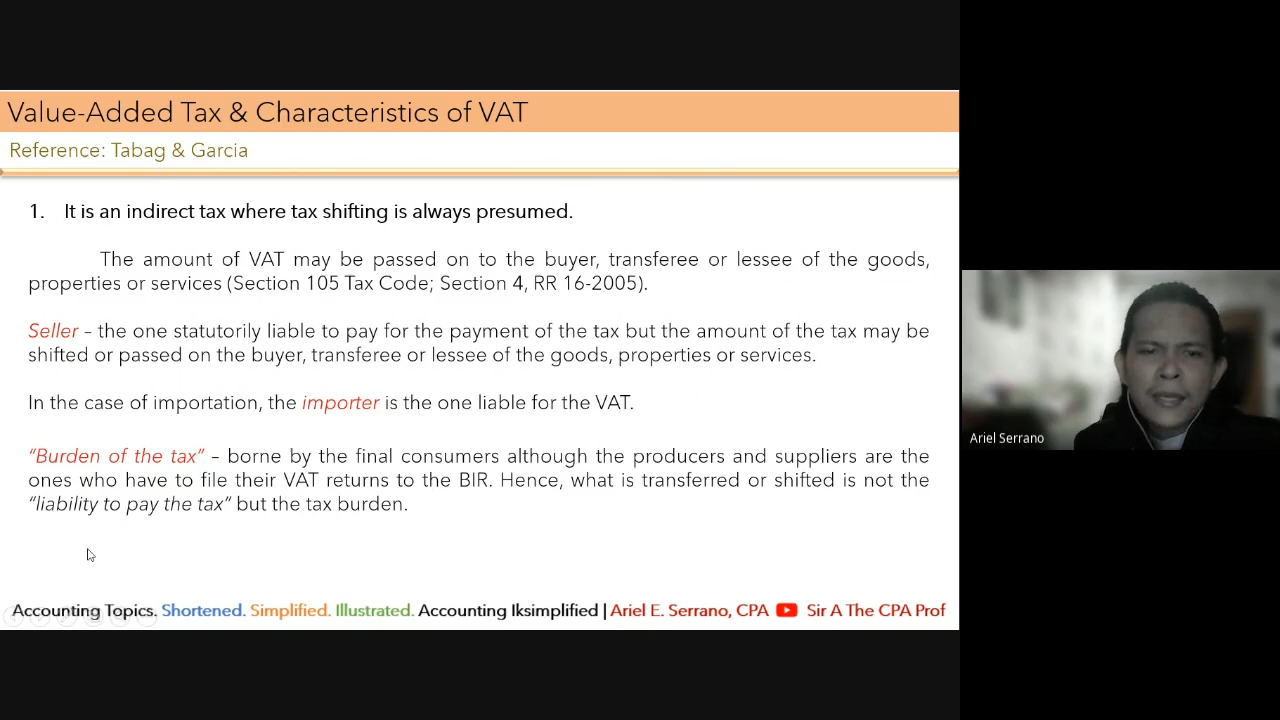 Value-Added Tax & Characteristics of VAT
Reference: Tabag & Garcia
1. It is an indirect tax where tax shifting is always presumed.
The amount of VAT may be passed on to the buyer, transferee or lessee of the goods,
properties or services (Section 105 Tax Code; Section 4, RR 16-2005).
Seller – the one statutorily liable to pay for the payment of the tax but the amount of the tax may be
shifted or passed on the buyer, transferee or lessee of the goods, properties or services.
In the case of importation, the importer is the one liable for the VAT.
“Burden of the tax” – borne by the final consumers although the producers and suppliers are the
ones who have to file their VAT returns to the BIR. Hence, what is transferred or shifted is not the
“liability to pay the tax” but the tax burden.
Accounting Topics. Shortened. Simplified. Illustrated. Accounting Iksimplified | Ariel E. Serrano, CPA Sir A The CPA Prof
Ariel Serrano